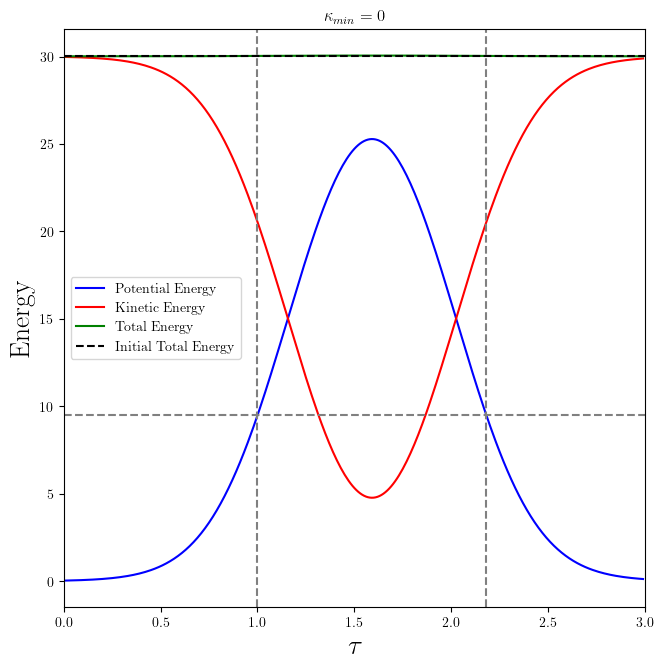 κ_min = 0
Energy
30
25
20
15
10
5
0
Potential Energy
Kinetic Energy
Total Energy
Initial Total Energy
0.0 0.5 1.0 1.5 2.0 2.5 3.0
τ